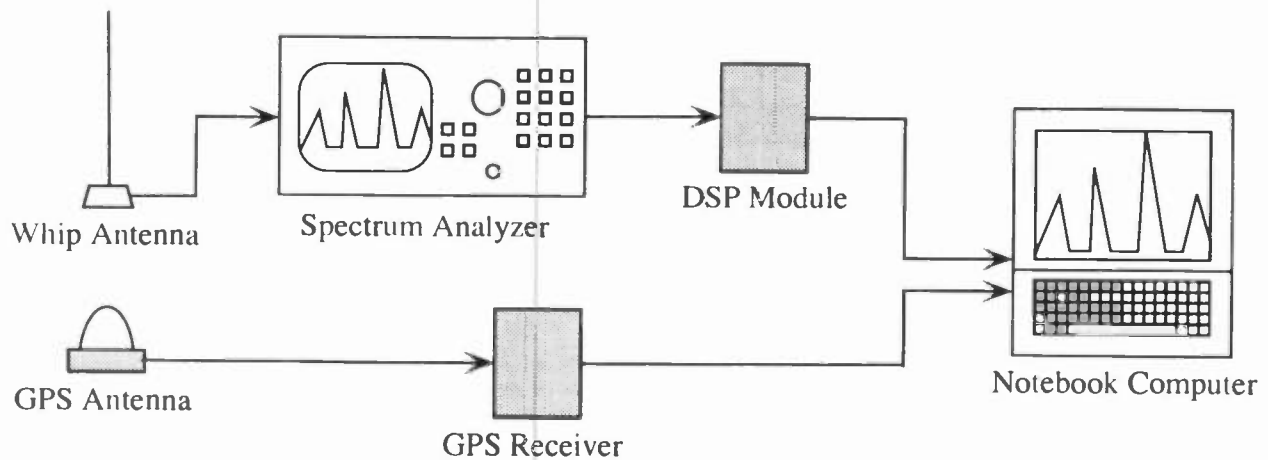 Whip Antenna
Spectrum Analyzer
DSP Module
GPS Antenna
GPS Receiver
Notebook Computer